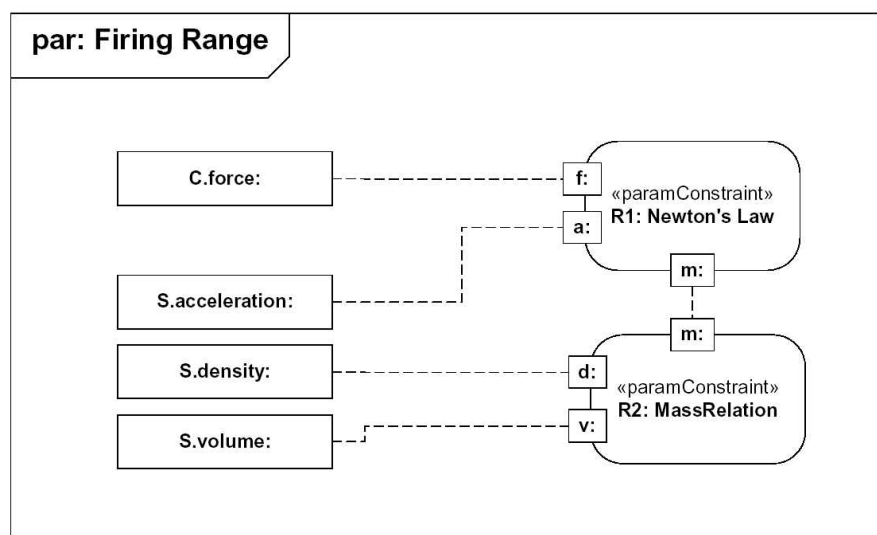 par: Firing Range
C.force:
f:
«paramConstraint»
R1: Newton's Law
a:
m:
S.acceleration:
m:
S.density:
d:
«paramConstraint»
R2: MassRelation
S.volume:
v: